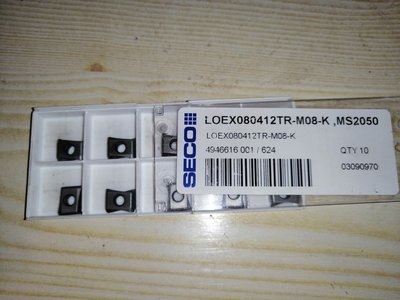 SECO
LOEX080412TR-M08-K ,MS2050
LOEX080412TR-M08-K
4946616 001 / 624
QTY 10
03090970